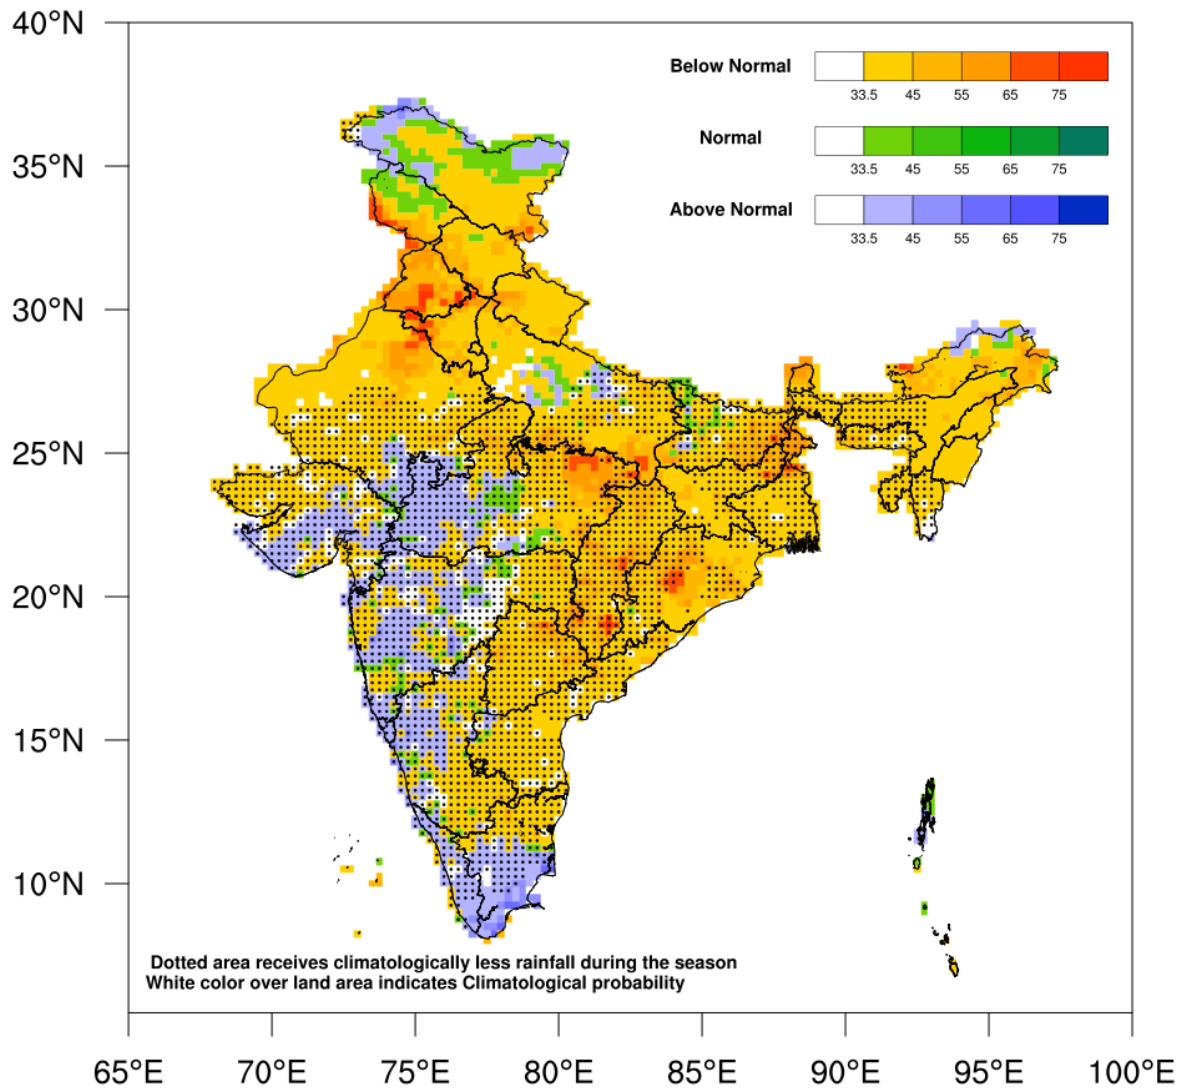 40°N
Below Normal
33.5 45 55 65 75
Normal
33.5 45 55 65 75
Above Normal
33.5 45 55 65 75
35°N
30°N
25°N
20°N
15°N
10°N
Dotted area receives climatologically less rainfall during the season
White color over land area indicates Climatological probability
65°E 70°E 75°E 80°E 85°E 90°E 95°E 100°E